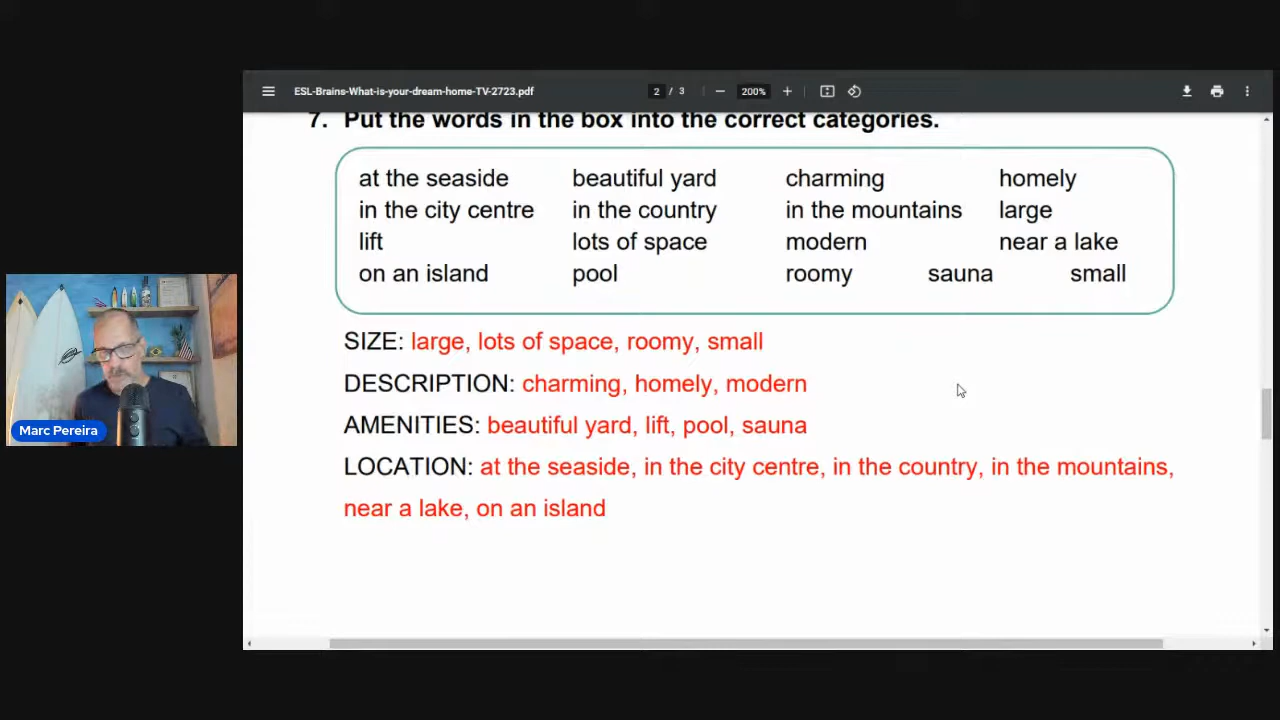 ESL-Brains-What-is-your-dream-home-TV-2723.pdf
2 / 3
200%
7. Put the words in the box into the correct categories.
at the seaside beautiful yard charming homely
in the city centre in the country in the mountains large
lift lots of space modern near a lake
on an island pool roomy sauna small
SIZE: large, lots of space, roomy, small
DESCRIPTION: charming, homely, modern
AMENITIES: beautiful yard, lift, pool, sauna
LOCATION: at the seaside, in the city centre, in the country, in the mountains,
near a lake, on an island
Marc Pereira